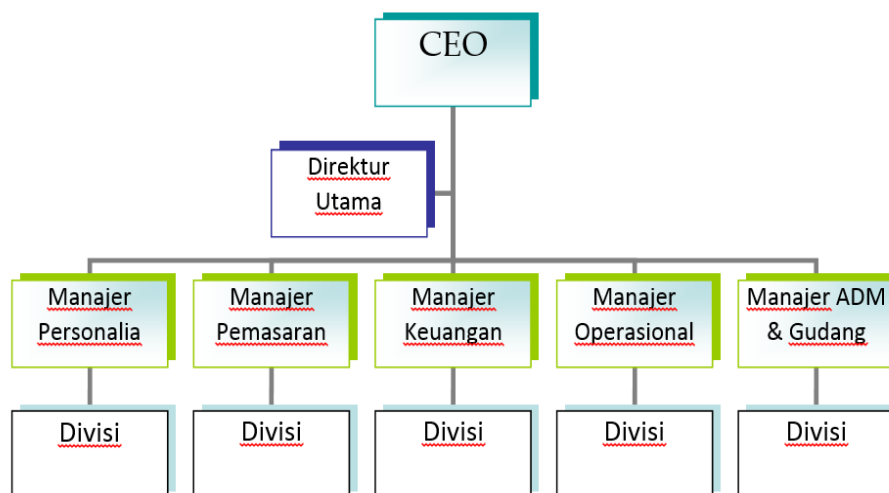 CEO
Direktur
Utama
Manajer
Personalia
Manajer
Pemasaran
Manajer
Keuangan
Manajer
Operasional
Manajer ADM
& Gudang
Divisi
Divisi
Divisi
Divisi
Divisi